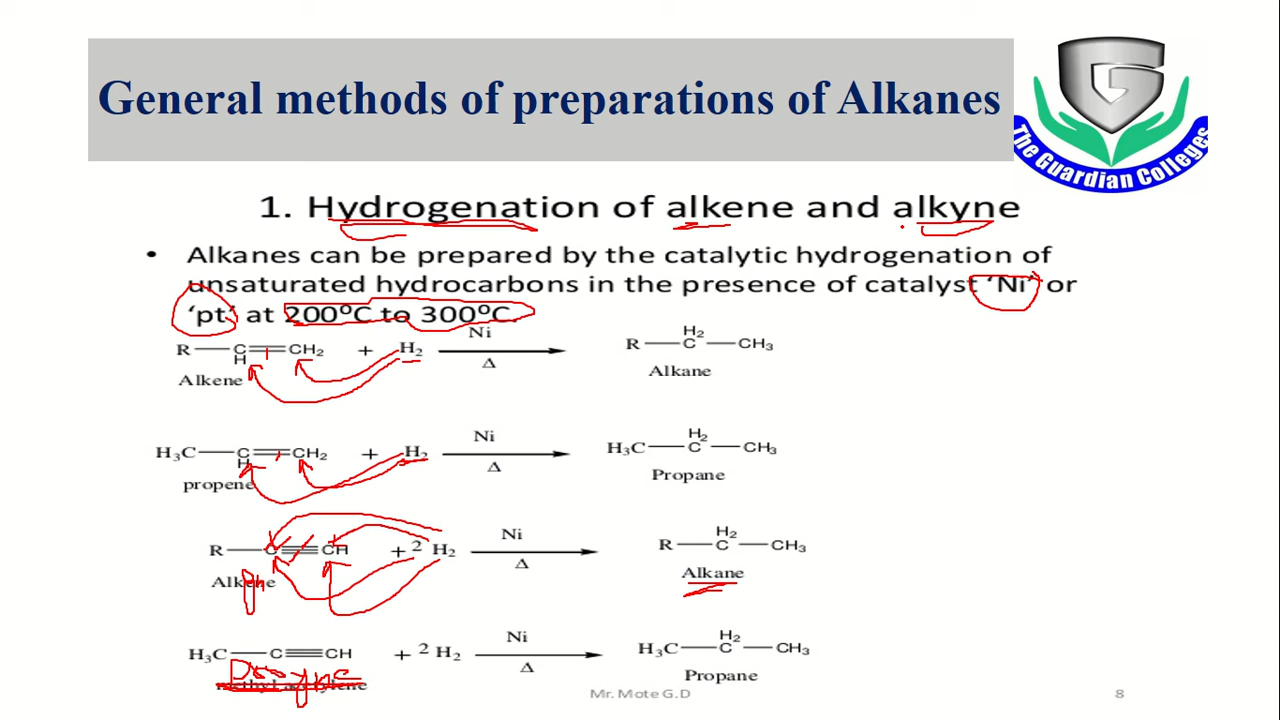 General methods of preparations of Alkanes
G
The Guardian Colleges
1. Hydrogenation of alkene and alkyne
• Alkanes can be prepared by the catalytic hydrogenation of
unsaturated hydrocarbons in the presence of catalyst 'Ni' or
'pt' at 200°C to 300°C.
R—CH=CH2 + H2 Ni Δ R—CH2—CH3
Alkene Alkane
H3C—CH=CH2 + H2 Ni Δ H3C—CH2—CH3
propene Propane
R—C≡CH + 2 H2 Ni Δ R—CH2—CH3
Alkene Alkane
H3C—C≡CH + 2 H2 Ni Δ H3C—CH2—CH3
methyl acetylene Propane
Mr. Mote G.D 8